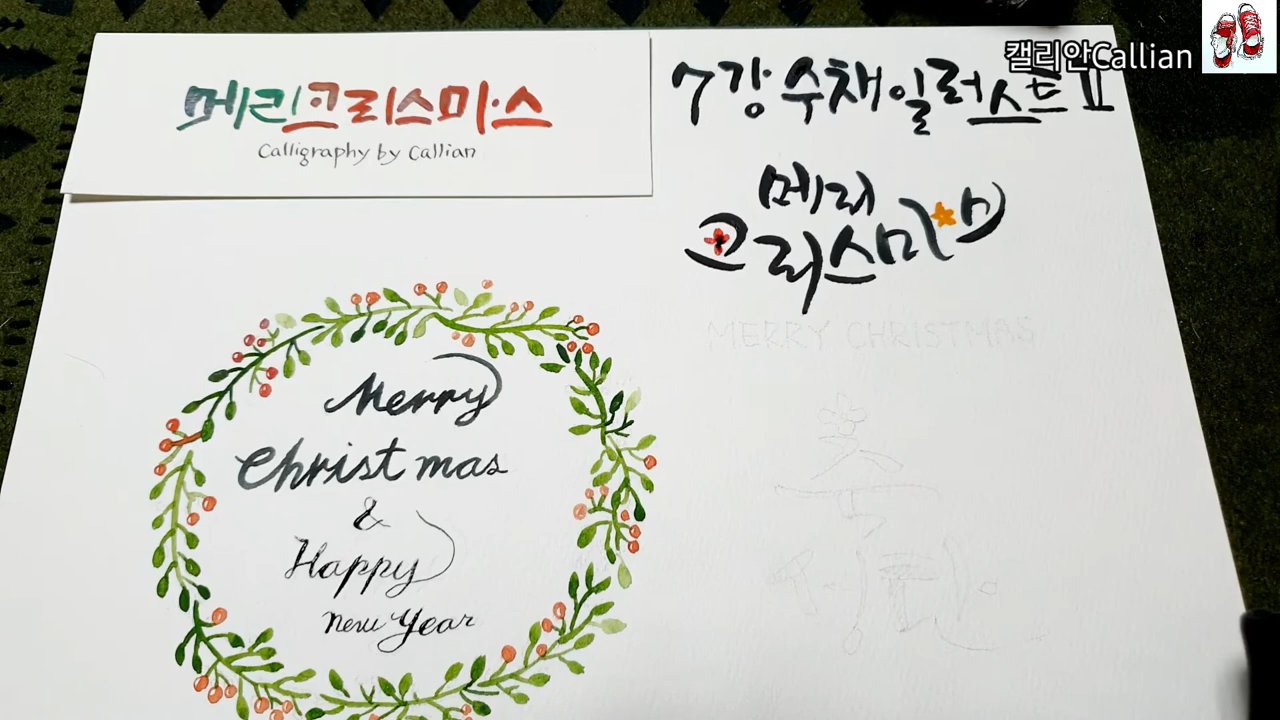 캘리안Callian
7강 수채일러스트 II
메리크리스마스
Calligraphy by Callian
메리
크리스마스
MERRY CHRISTMAS
Merry
Christmas
&
Happy
New Year
축